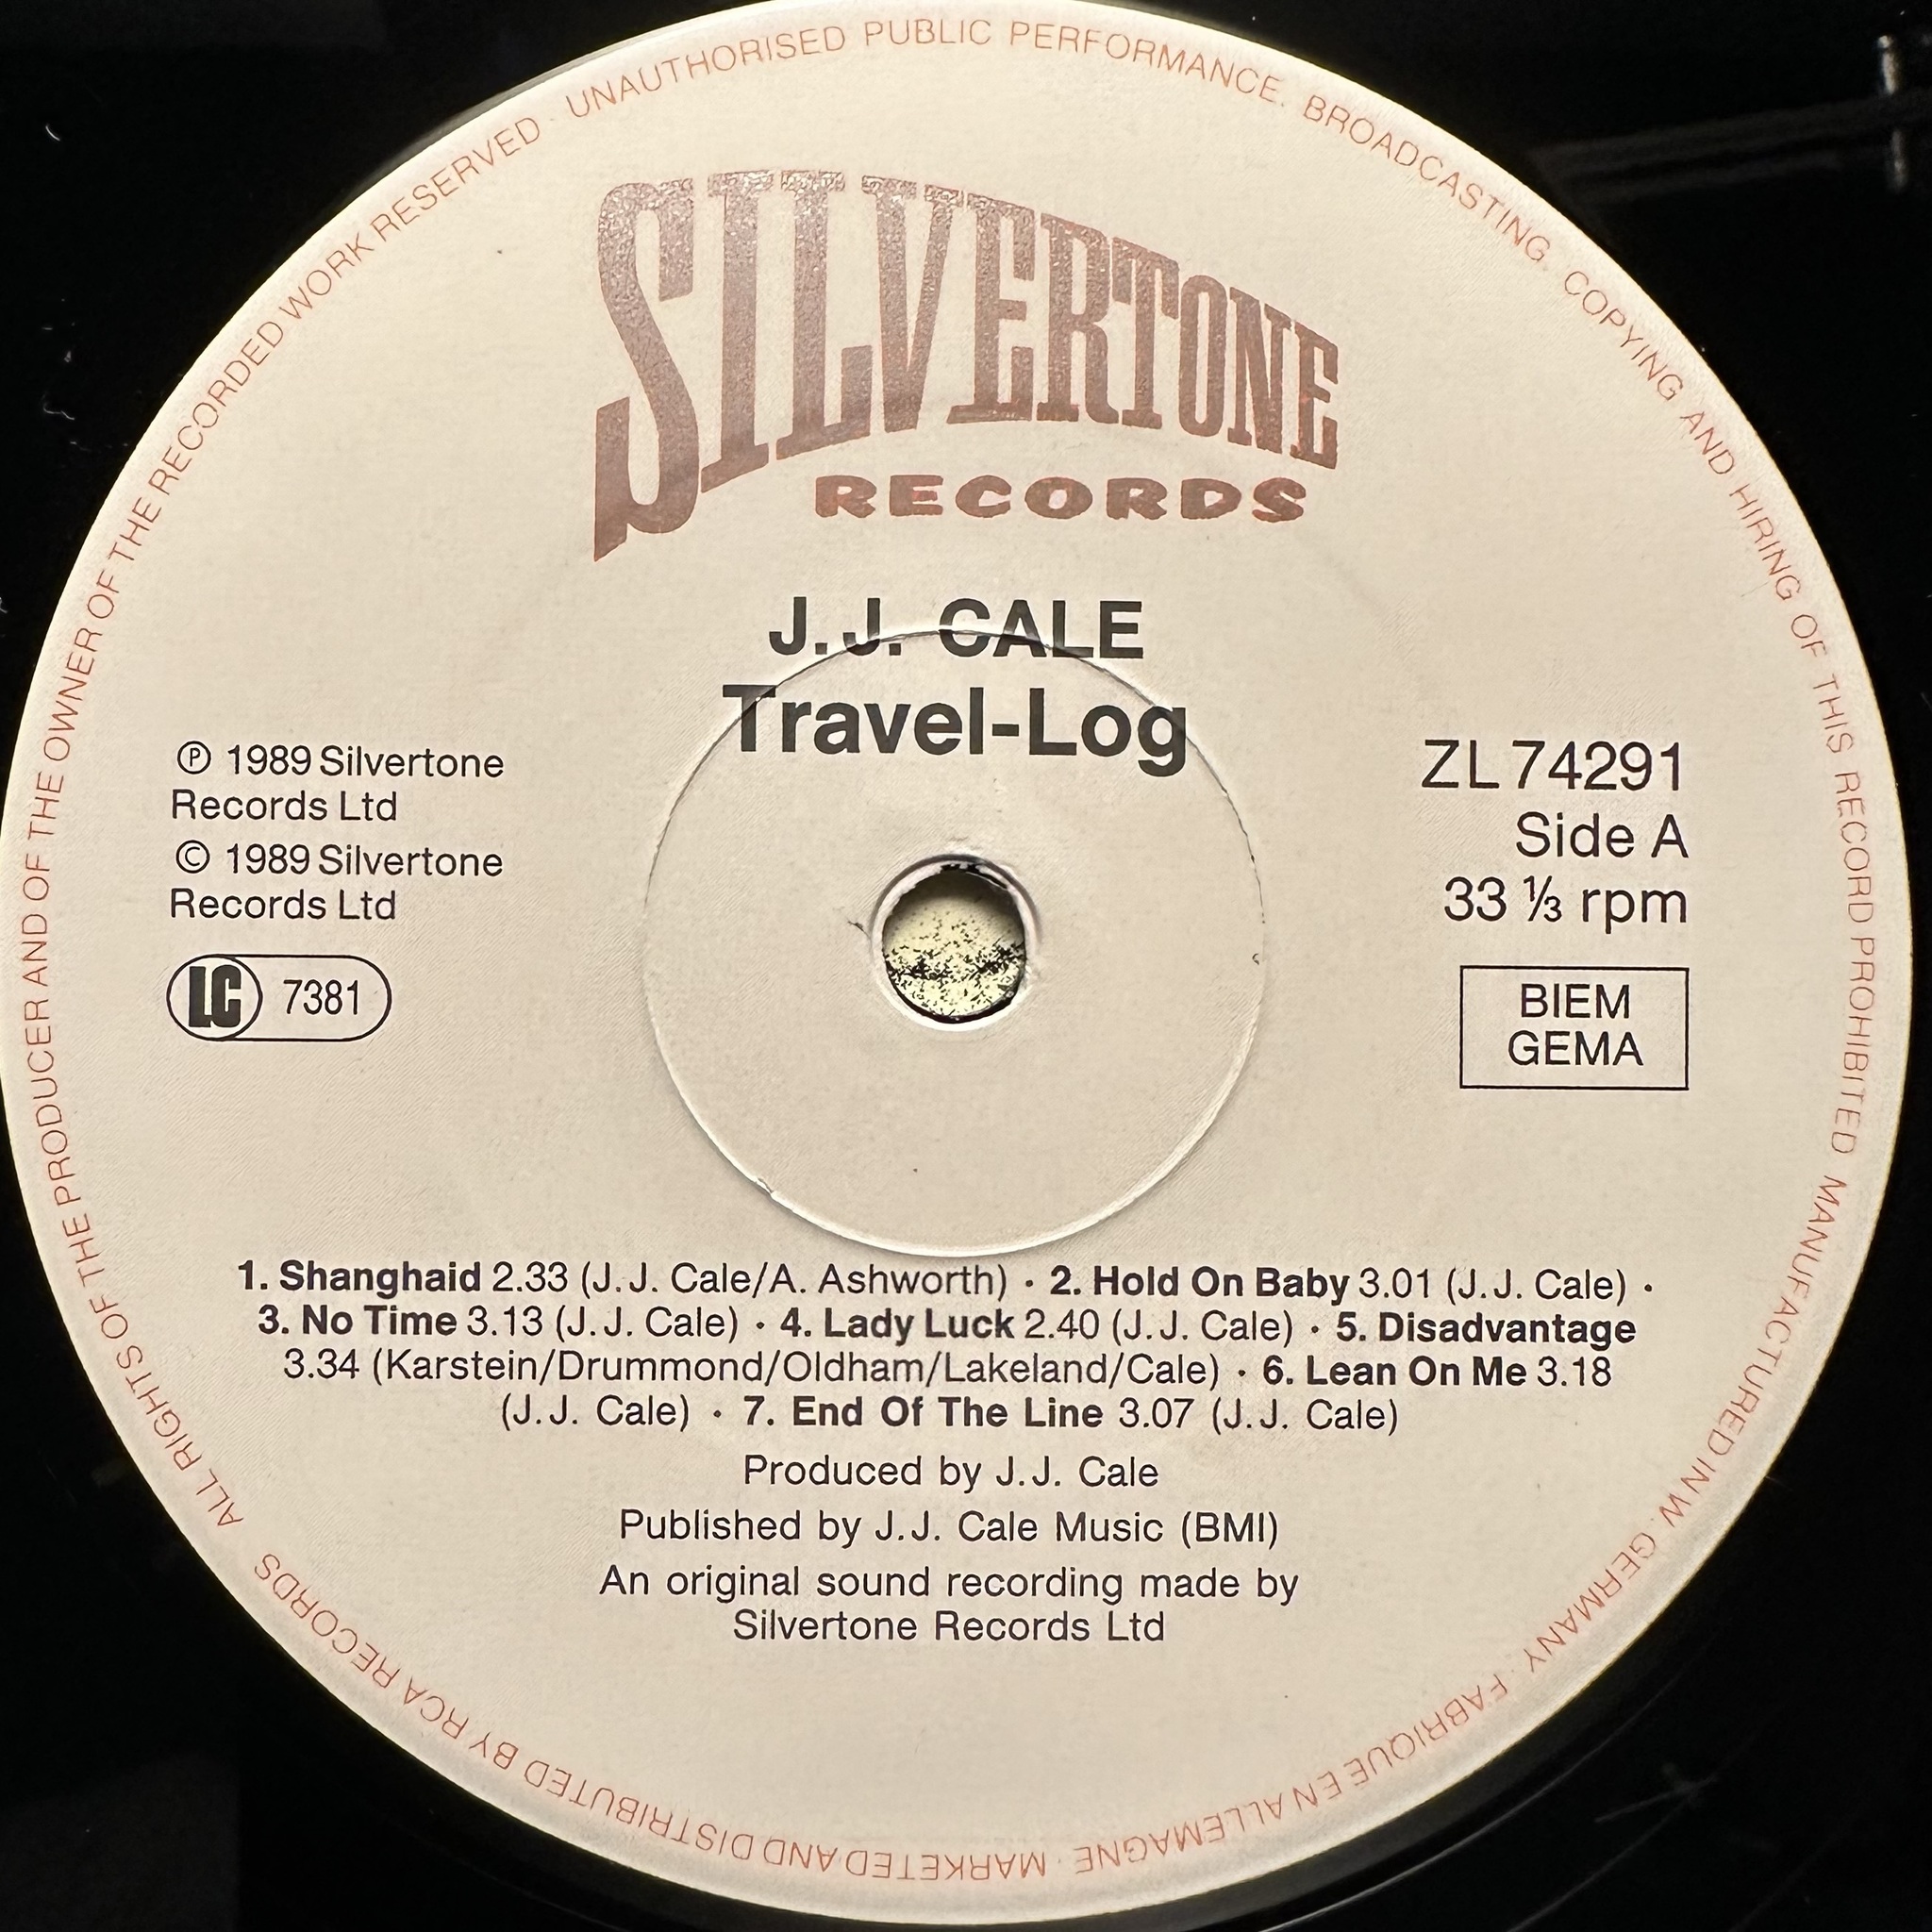 ALL RIGHTS OF THE PRODUCER AND OF THE OWNER OF THE RECORDED WORK RESERVED · UNAUTHORISED PUBLIC PERFORMANCE. BROADCASTING. COPYING AND HIRING OF THIS RECORD PROHIBITED MANUFACTURED IN W. GERMANY · FABRIQUE EN ALLEMAGNE · MARKETED AND DISTRIBUTED BY RCA RECORDS
SILVERTONE
RECORDS
J.J. CALE
Travel-Log
℗ 1989 Silvertone
Records Ltd
© 1989 Silvertone
Records Ltd
LC 7381
ZL 74291
Side A
33 ⅓ rpm
BIEM
GEMA
1. Shanghaid 2.33 (J.J. Cale/A. Ashworth) · 2. Hold On Baby 3.01 (J.J. Cale) ·
3. No Time 3.13 (J.J. Cale) · 4. Lady Luck 2.40 (J.J. Cale) · 5. Disadvantage
3.34 (Karstein/Drummond/Oldham/Lakeland/Cale) · 6. Lean On Me 3.18
(J.J. Cale) · 7. End Of The Line 3.07 (J.J. Cale)
Produced by J.J. Cale
Published by J.J. Cale Music (BMI)
An original sound recording made by
Silvertone Records Ltd